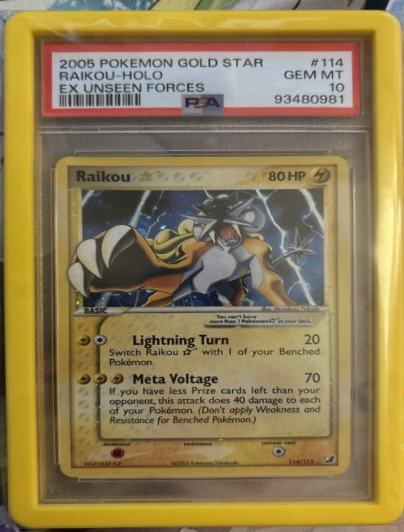 2005 POKEMON GOLD STAR #114
RAIKOU-HOLO GEM MT
EX UNSEEN FORCES 10
PSA 93480981
Raikou ☆ 80 HP
BASIC
You can't have
more than 1 Pokémon ☆ in your deck.
Lightning Turn 20
Switch Raikou ☆ with 1 of your Benched
Pokémon.
Meta Voltage 70
If you have less Prize cards left than your
opponent, this attack does 40 damage to each
of your Pokémon. (Don't apply Weakness and
Resistance for Benched Pokémon.)
weakness resistance retreat cost
©2005 Pokémon/Nintendo 114/115